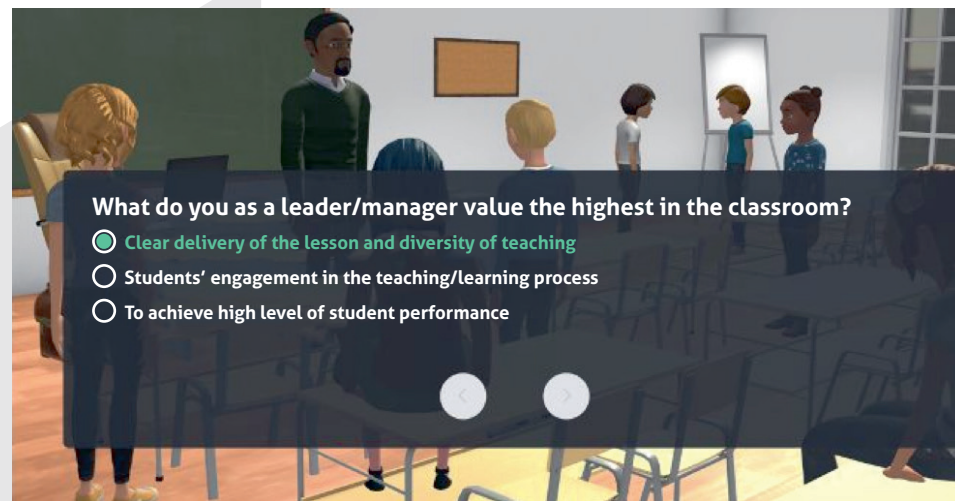 What do you as a leader/manager value the highest in the classroom?
Clear delivery of the lesson and diversity of teaching
Students' engagement in the teaching/learning process
To achieve high level of student performance